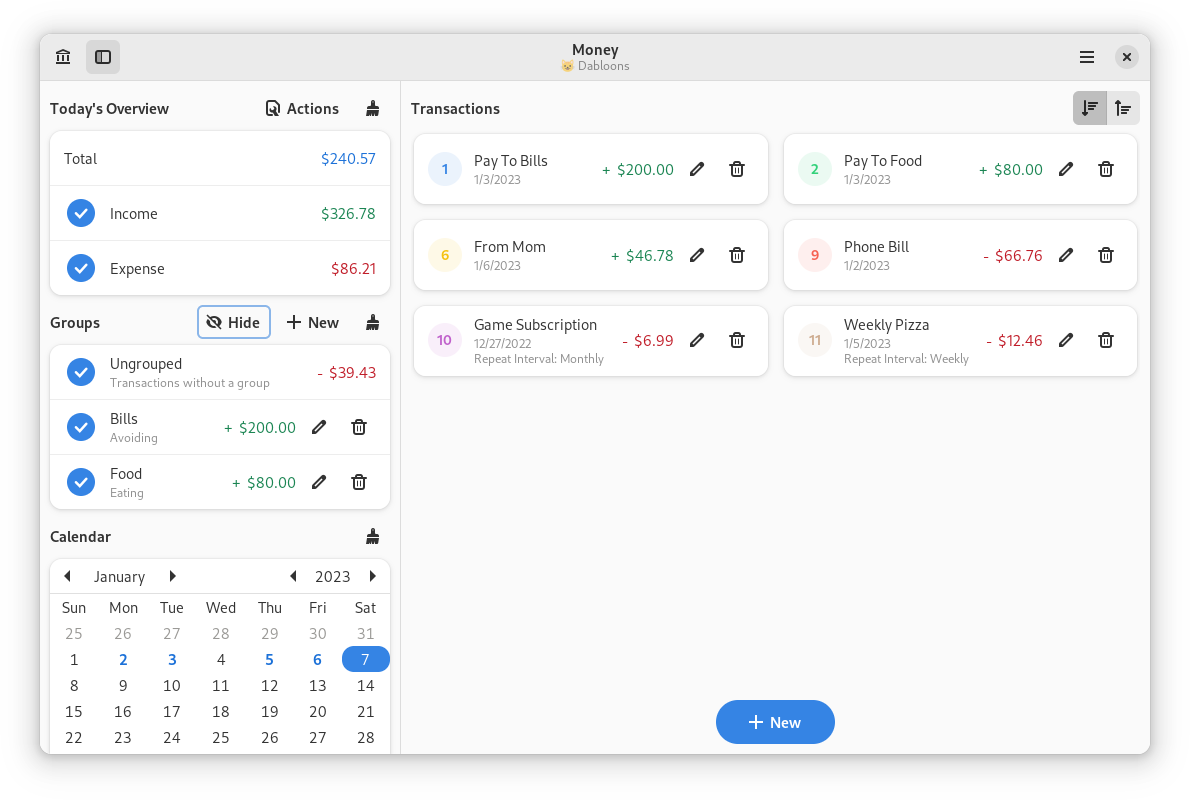 Money
😺 Dabloons
Today's Overview
Actions
Total
$240.57
Income
$326.78
Expense
$86.21
Groups
Hide
New
Ungrouped
Transactions without a group
- $39.43
Bills
Avoiding
+ $200.00
Food
Eating
+ $80.00
Calendar
January
2023
Sun Mon Tue Wed Thu Fri Sat
25 26 27 28 29 30 31
1 2 3 4 5 6 7
8 9 10 11 12 13 14
15 16 17 18 19 20 21
22 23 24 25 26 27 28
Transactions
1
Pay To Bills
1/3/2023
+ $200.00
2
Pay To Food
1/3/2023
+ $80.00
6
From Mom
1/6/2023
+ $46.78
9
Phone Bill
1/2/2023
- $66.76
10
Game Subscription
12/27/2022
Repeat Interval: Monthly
- $6.99
11
Weekly Pizza
1/5/2023
Repeat Interval: Weekly
- $12.46
New